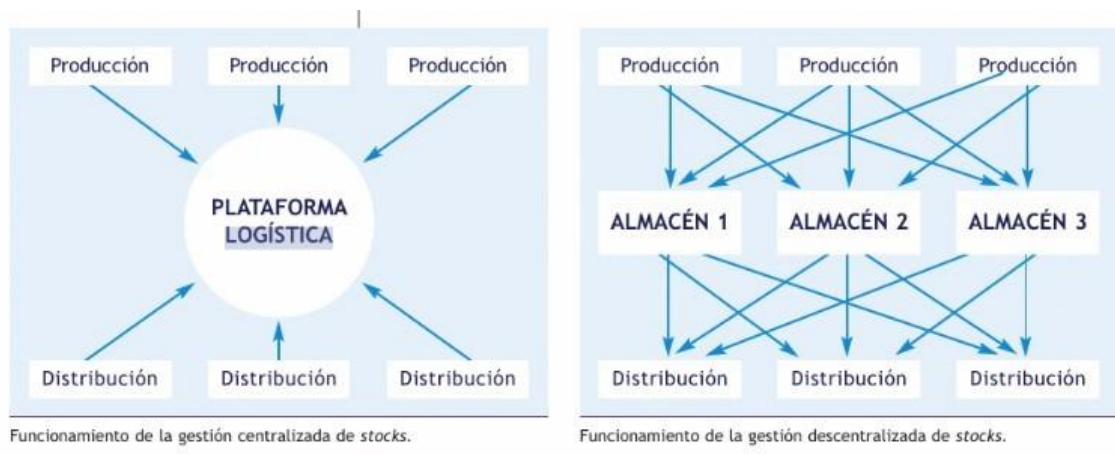 Producción
Producción
Producción
PLATAFORMA
LOGÍSTICA
Distribución
Distribución
Distribución
Funcionamiento de la gestión centralizada de stocks.
Producción
Producción
Producción
ALMACÉN 1
ALMACÉN 2
ALMACÉN 3
Distribución
Distribución
Distribución
Funcionamiento de la gestión descentralizada de stocks.